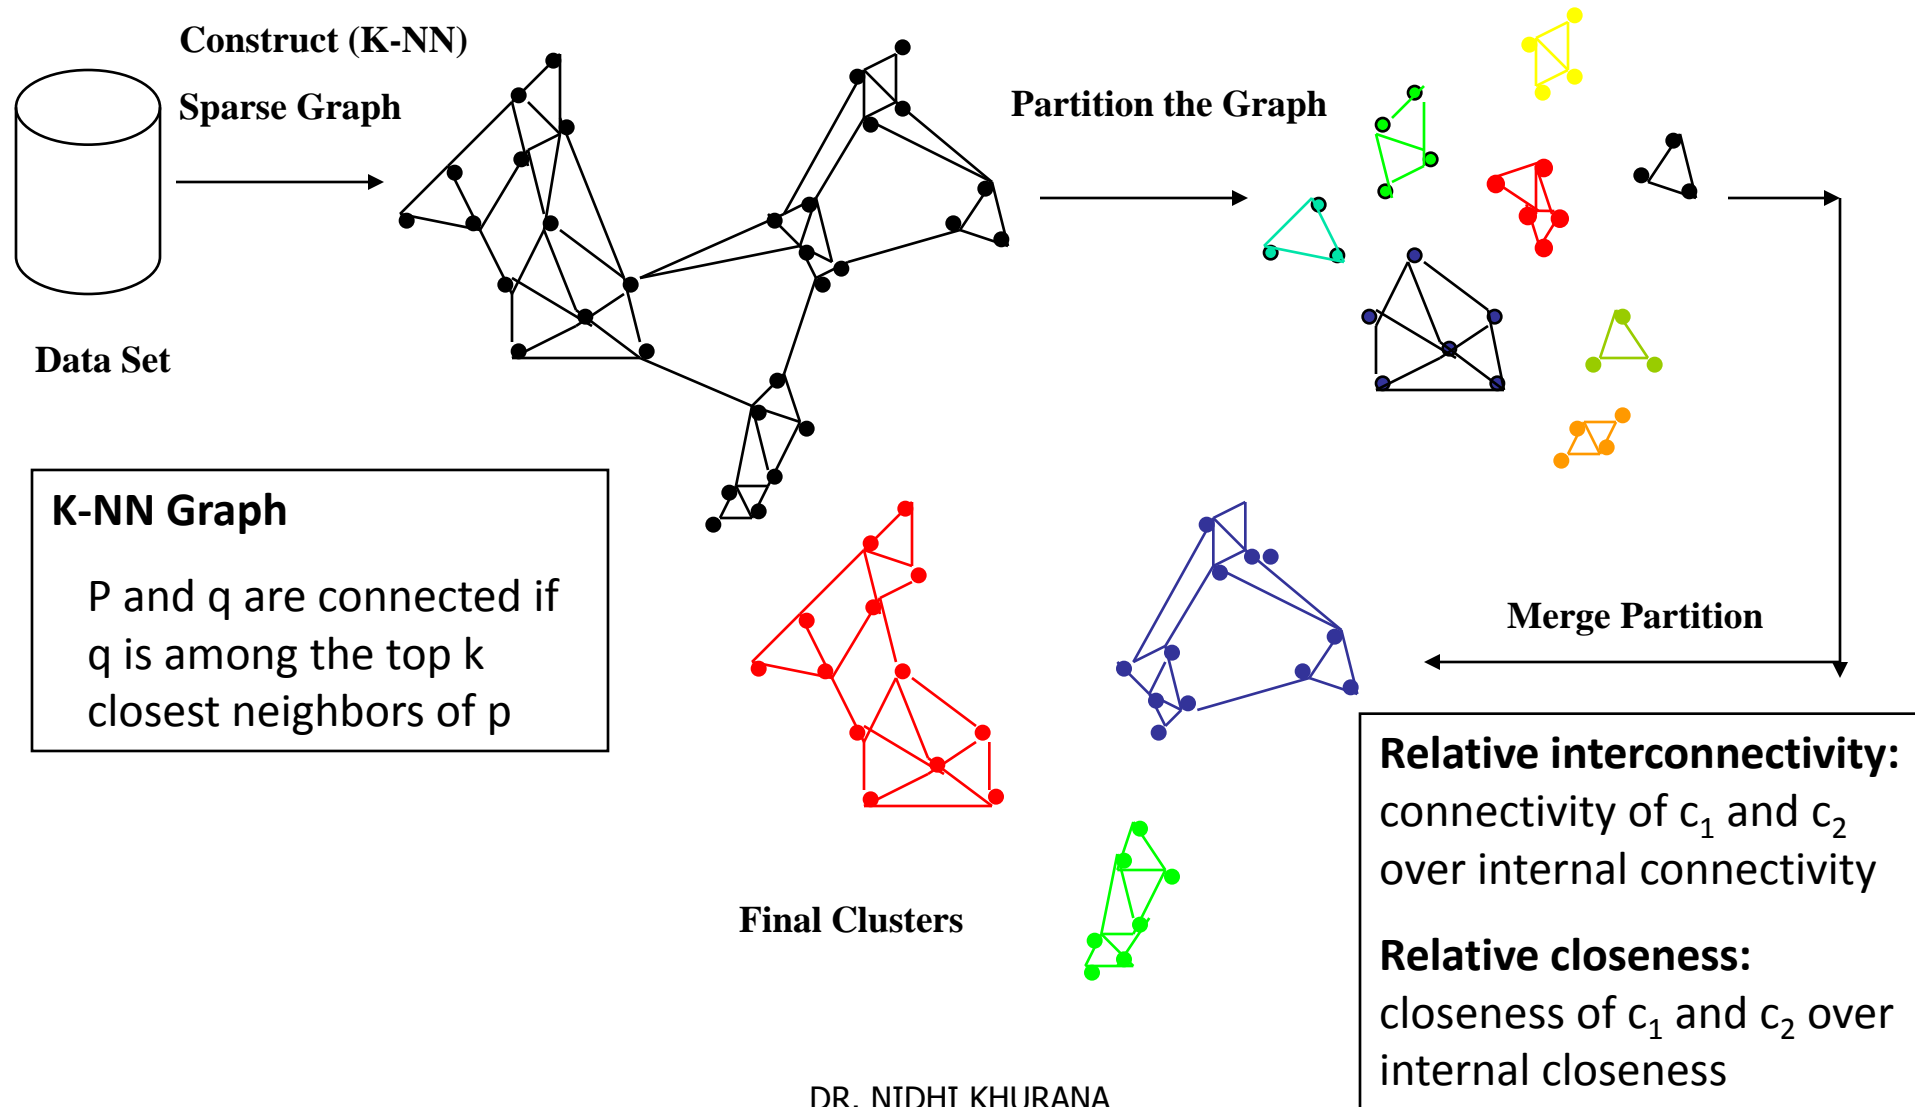 Construct (K-NN)
Sparse Graph
Data Set
Partition the Graph
K-NN Graph
P and q are connected if
q is among the top k
closest neighbors of p
Merge Partition
Relative interconnectivity:
connectivity of c₁ and c₂
over internal connectivity
Relative closeness:
closeness of c₁ and c₂ over
internal closeness
Final Clusters
DR. NIDHI KHURANA